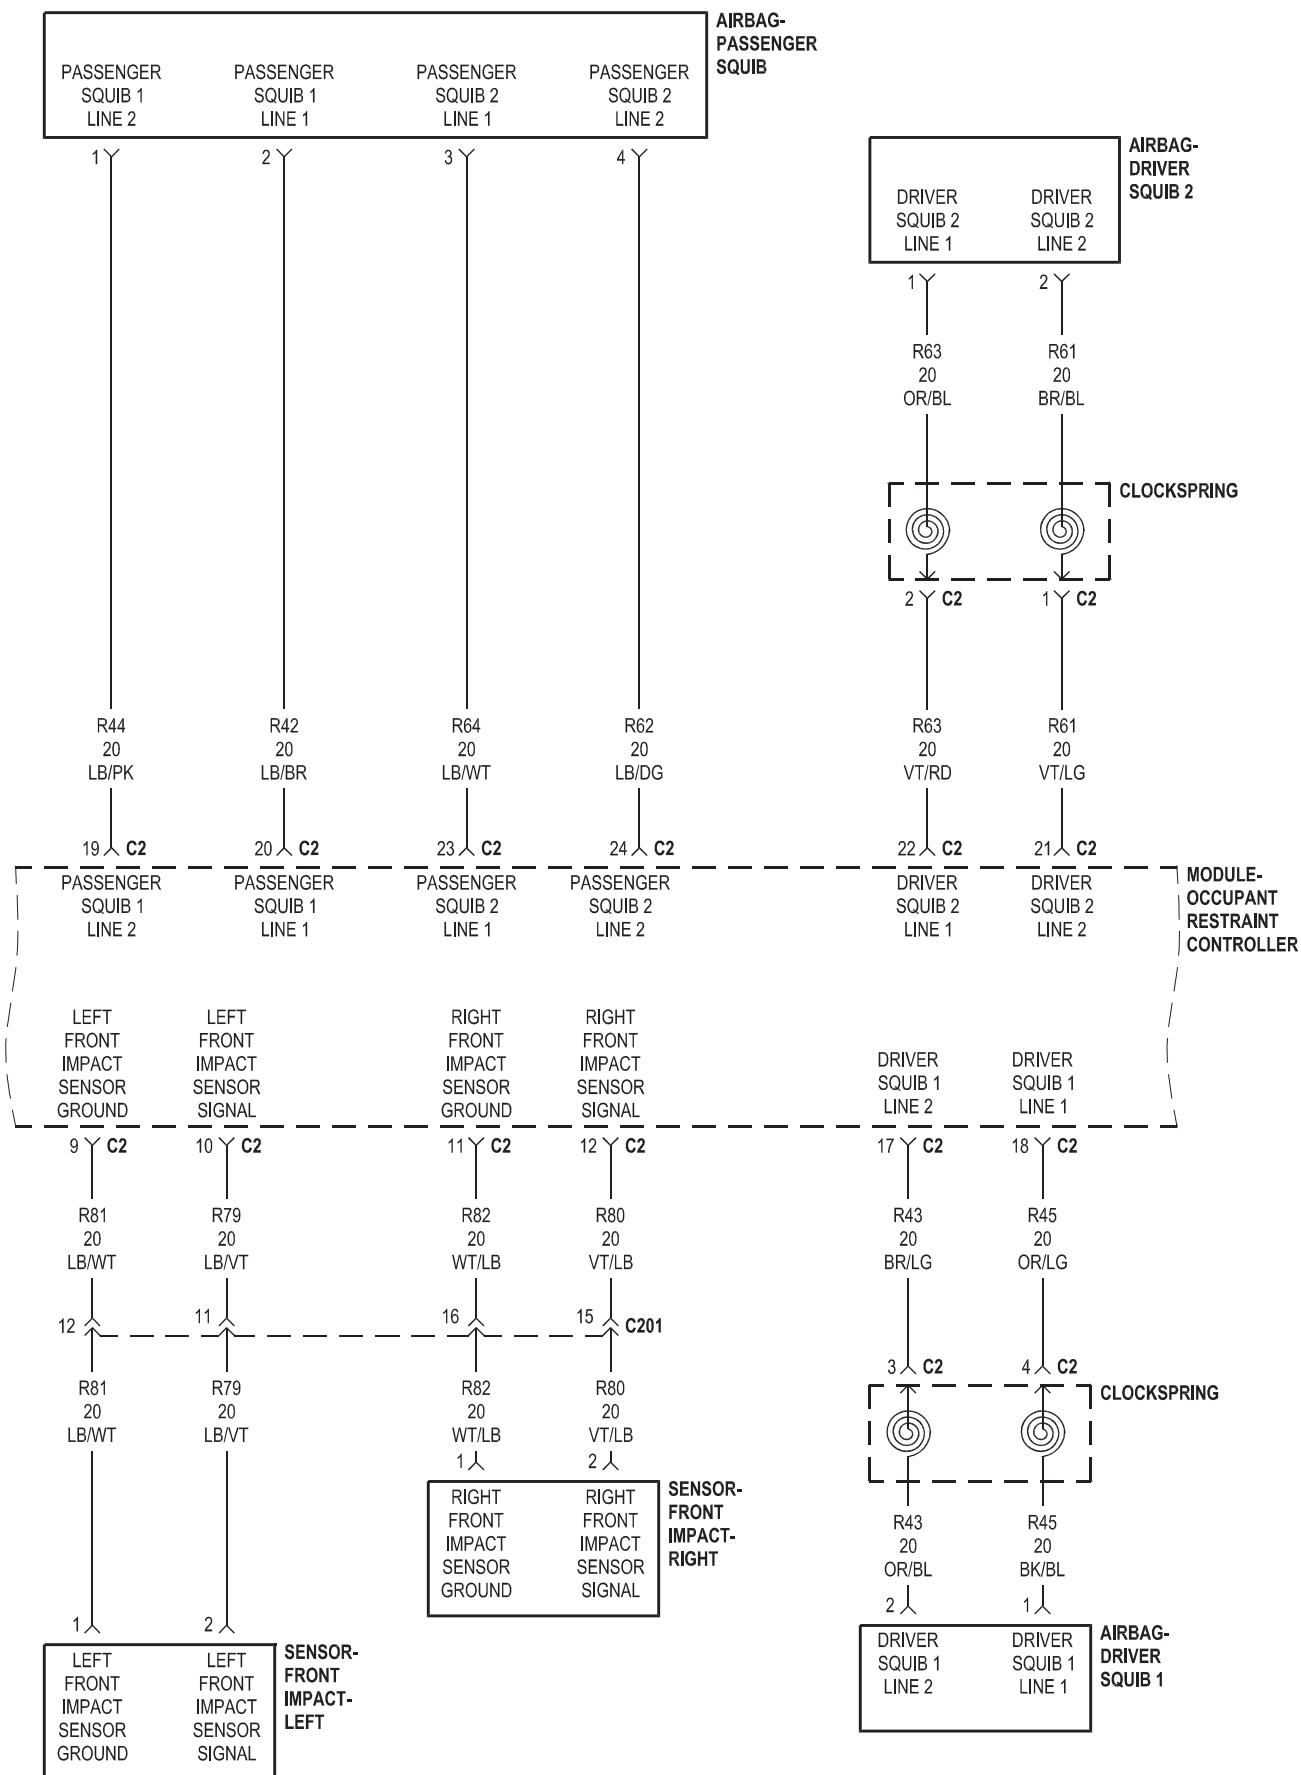 AIRBAG-
PASSENGER
SQUIB
PASSENGER
SQUIB 1
LINE 2
PASSENGER
SQUIB 1
LINE 1
PASSENGER
SQUIB 2
LINE 1
PASSENGER
SQUIB 2
LINE 2
1
2
3
4
AIRBAG-
DRIVER
SQUIB 2
DRIVER
SQUIB 2
LINE 1
DRIVER
SQUIB 2
LINE 2
1
2
R63
20
OR/BL
R61
20
BR/BL
CLOCKSPRING
2 C2
1 C2
R44
20
LB/PK
R42
20
LB/BR
R64
20
LB/WT
R62
20
LB/DG
R63
20
VT/RD
R61
20
VT/LG
19 C2
20 C2
23 C2
24 C2
22 C2
21 C2
PASSENGER
SQUIB 1
LINE 2
PASSENGER
SQUIB 1
LINE 1
PASSENGER
SQUIB 2
LINE 1
PASSENGER
SQUIB 2
LINE 2
DRIVER
SQUIB 2
LINE 1
DRIVER
SQUIB 2
LINE 2
MODULE-
OCCUPANT
RESTRAINT
CONTROLLER
LEFT
FRONT
IMPACT
SENSOR
GROUND
LEFT
FRONT
IMPACT
SENSOR
SIGNAL
RIGHT
FRONT
IMPACT
SENSOR
GROUND
RIGHT
FRONT
IMPACT
SENSOR
SIGNAL
DRIVER
SQUIB 1
LINE 2
DRIVER
SQUIB 1
LINE 1
9 C2
10 C2
11 C2
12 C2
17 C2
18 C2
R81
20
LB/WT
R79
20
LB/VT
R82
20
WT/LB
R80
20
VT/LB
R43
20
BR/LG
R45
20
OR/LG
12
11
16
15
C201
R81
20
LB/WT
R79
20
LB/VT
R82
20
WT/LB
R80
20
VT/LB
3 C2
4 C2
CLOCKSPRING
1
2
RIGHT
FRONT
IMPACT
SENSOR
GROUND
RIGHT
FRONT
IMPACT
SENSOR
SIGNAL
SENSOR-
FRONT
IMPACT-
RIGHT
R43
20
OR/BL
R45
20
BK/BL
2
1
DRIVER
SQUIB 1
LINE 2
DRIVER
SQUIB 1
LINE 1
AIRBAG-
DRIVER
SQUIB 1
1
2
LEFT
FRONT
IMPACT
SENSOR
GROUND
LEFT
FRONT
IMPACT
SENSOR
SIGNAL
SENSOR-
FRONT
IMPACT-
LEFT